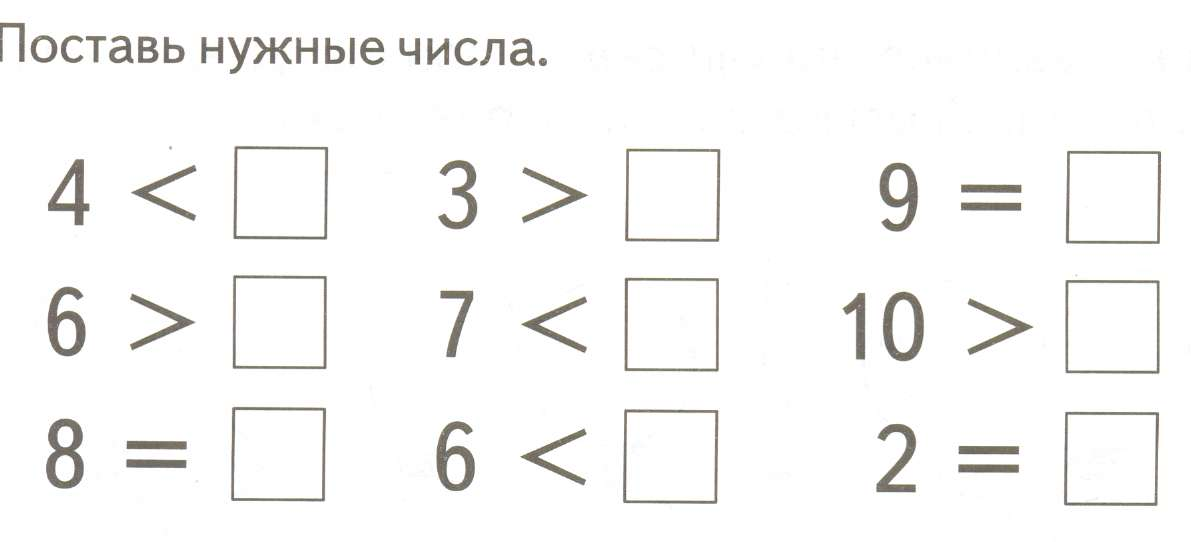 Поставь нужные числа.
4 < □ 3 > □ 9 = □
6 > □ 7 < □ 10 > □
8 = □ 6 < □ 2 = □